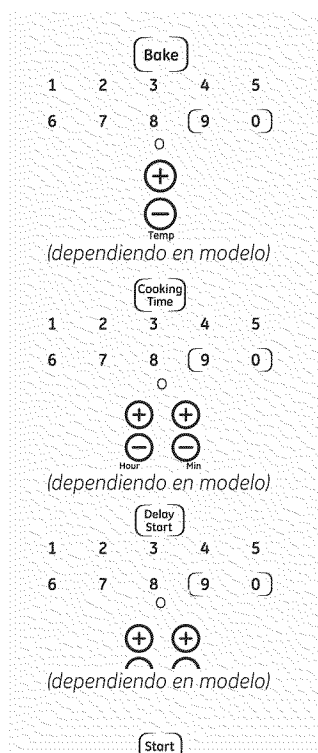 Bake
1 2 3 4 5
6 7 8 9 0
O
+
−
Temp
(dependiendo en modelo)
Cooking
Time
1 2 3 4 5
6 7 8 9 0
O
+ +
− −
Hour Min
(dependiendo en modelo)
Delay
Start
1 2 3 4 5
6 7 8 9 0
O
+ +
(dependiendo en modelo)
Start